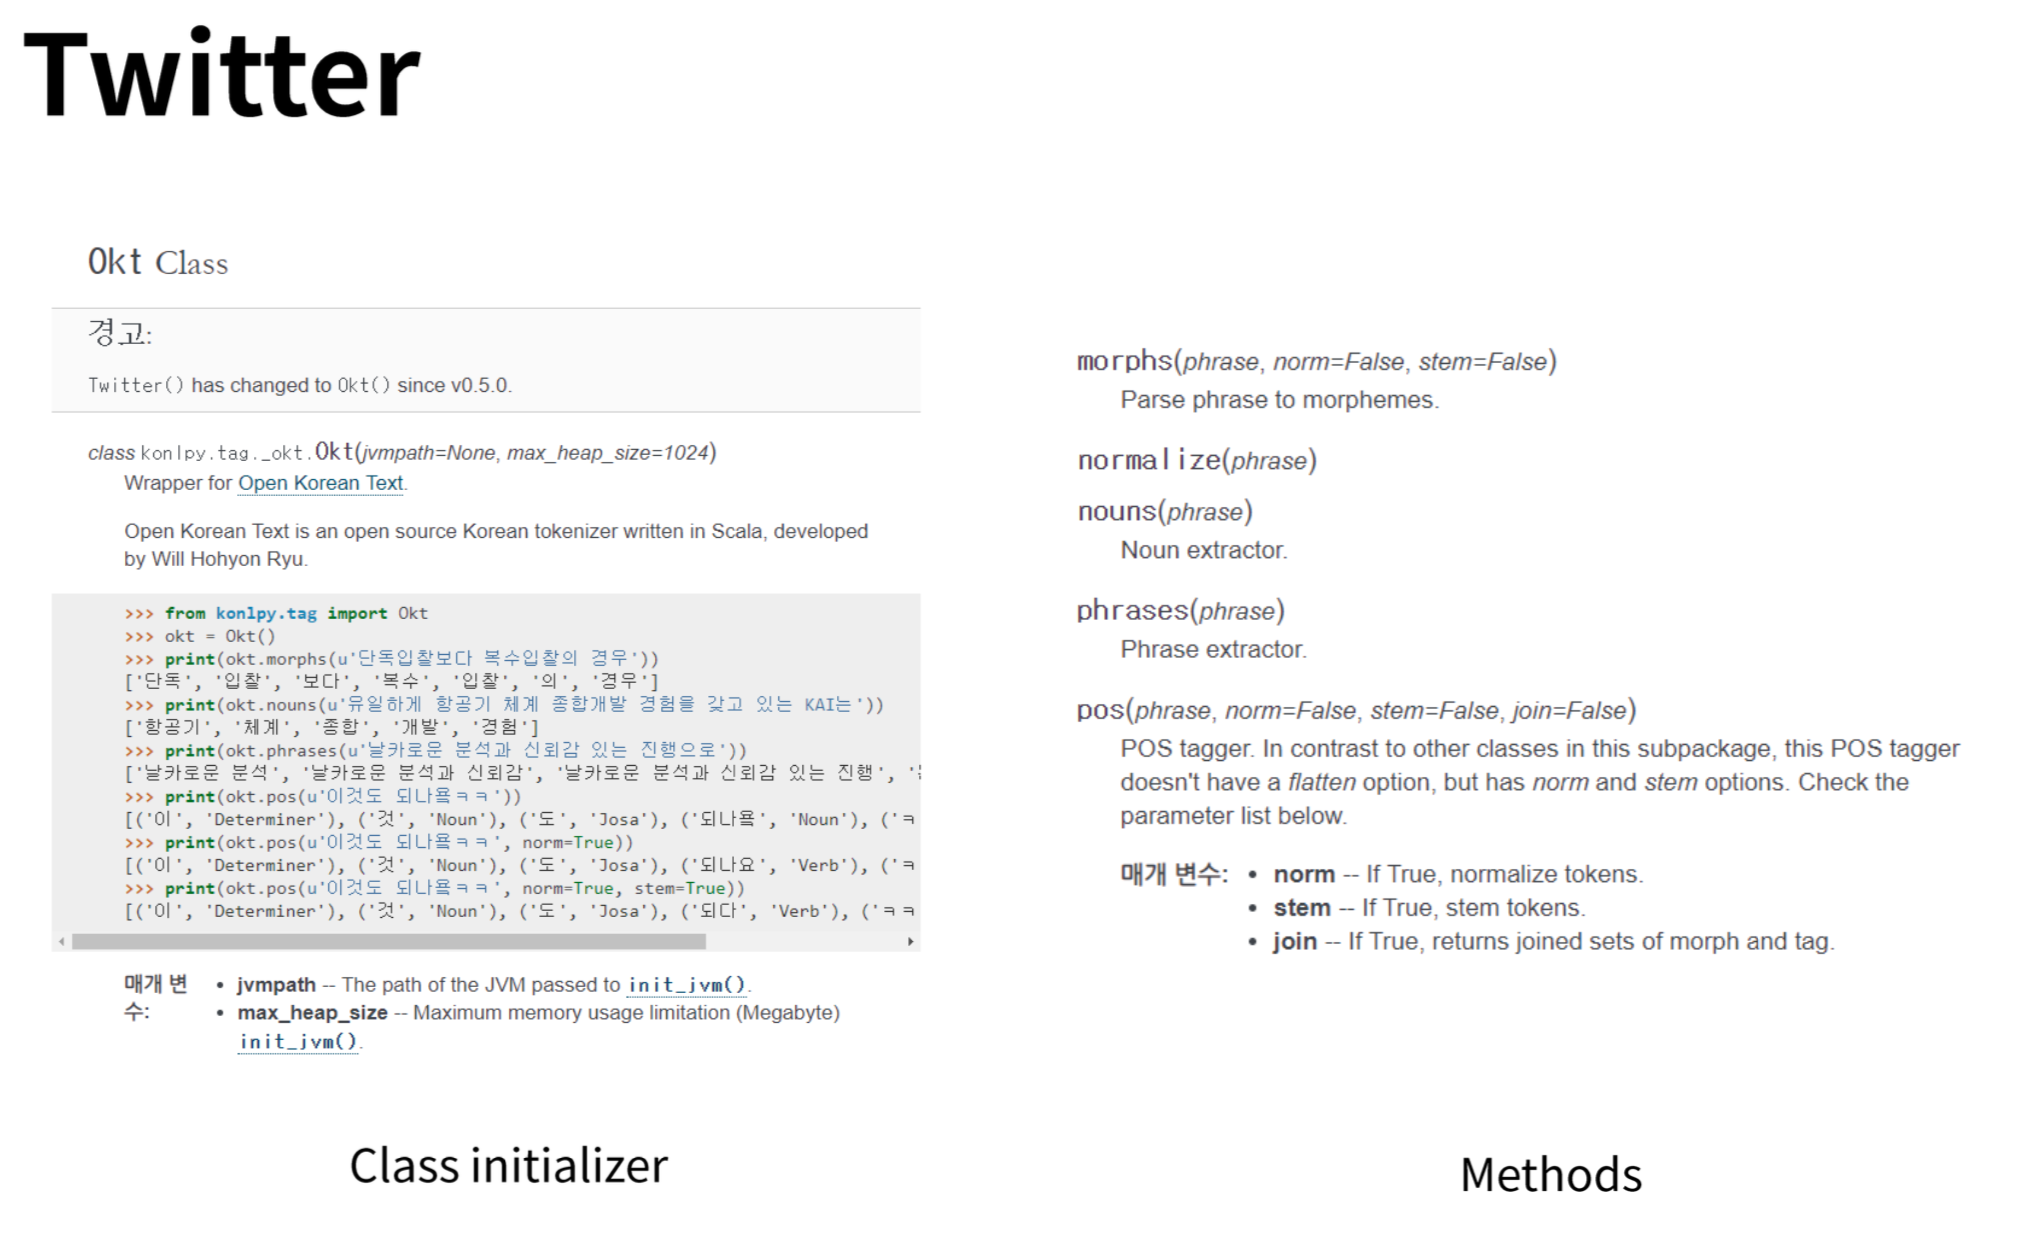 Twitter
Okt Class
경고:
Twitter() has changed to Okt() since v0.5.0.
class konlpy.tag._okt.Okt(jvmpath=None, max_heap_size=1024)
Wrapper for Open Korean Text.
Open Korean Text is an open source Korean tokenizer written in Scala, developed
by Will Hohyon Ryu.
>>> from konlpy.tag import Okt
>>> okt = Okt()
>>> print(okt.morphs(u'단독입찰보다 복수입찰의 경우'))
['단독', '입찰', '보다', '복수', '입찰', '의', '경우']
>>> print(okt.nouns(u'유일하게 항공기 체계 종합개발 경험을 갖고 있는 KAI는'))
['항공기', '체계', '종합', '개발', '경험']
>>> print(okt.phrases(u'날카로운 분석과 신뢰감 있는 진행으로'))
['날카로운 분석', '날카로운 분석과 신뢰감', '날카로운 분석과 신뢰감 있는 진행', '
>>> print(okt.pos(u'이것도 되나욬ㅋㅋ'))
[('이', 'Determiner'), ('것', 'Noun'), ('도', 'Josa'), ('되나욬', 'Noun'), ('ㅋ
>>> print(okt.pos(u'이것도 되나욬ㅋㅋ', norm=True))
[('이', 'Determiner'), ('것', 'Noun'), ('도', 'Josa'), ('되나요', 'Verb'), ('ㅋ
>>> print(okt.pos(u'이것도 되나욬ㅋㅋ', norm=True, stem=True))
[('이', 'Determiner'), ('것', 'Noun'), ('도', 'Josa'), ('되다', 'Verb'), ('ㅋㅋ
매개 변
수:
• jvmpath -- The path of the JVM passed to init_jvm().
• max_heap_size -- Maximum memory usage limitation (Megabyte)
init_jvm().
Class initializer
morphs(phrase, norm=False, stem=False)
Parse phrase to morphemes.
normalize(phrase)
nouns(phrase)
Noun extractor.
phrases(phrase)
Phrase extractor.
pos(phrase, norm=False, stem=False, join=False)
POS tagger. In contrast to other classes in this subpackage, this POS tagger
doesn't have a flatten option, but has norm and stem options. Check the
parameter list below.
매개 변수: • norm -- If True, normalize tokens.
• stem -- If True, stem tokens.
• join -- If True, returns joined sets of morph and tag.
Methods